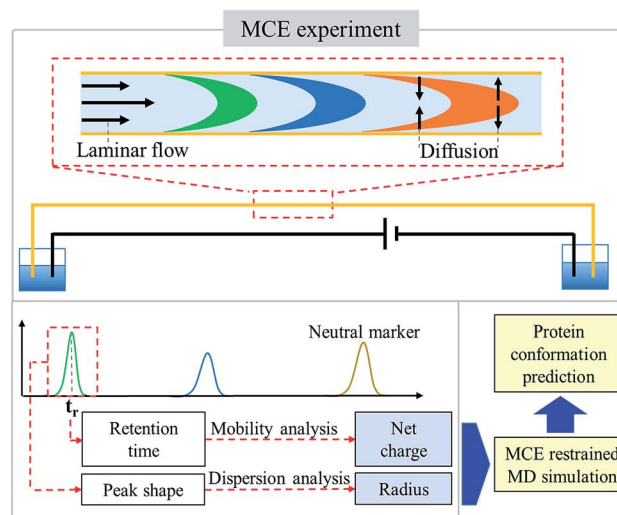 MCE experiment
Laminar flow
Diffusion
Neutral marker
tr
Retention
time
Mobility analysis
Net
charge
Peak shape
Dispersion analysis
Radius
Protein
conformation
prediction
MCE restrained
MD simulation